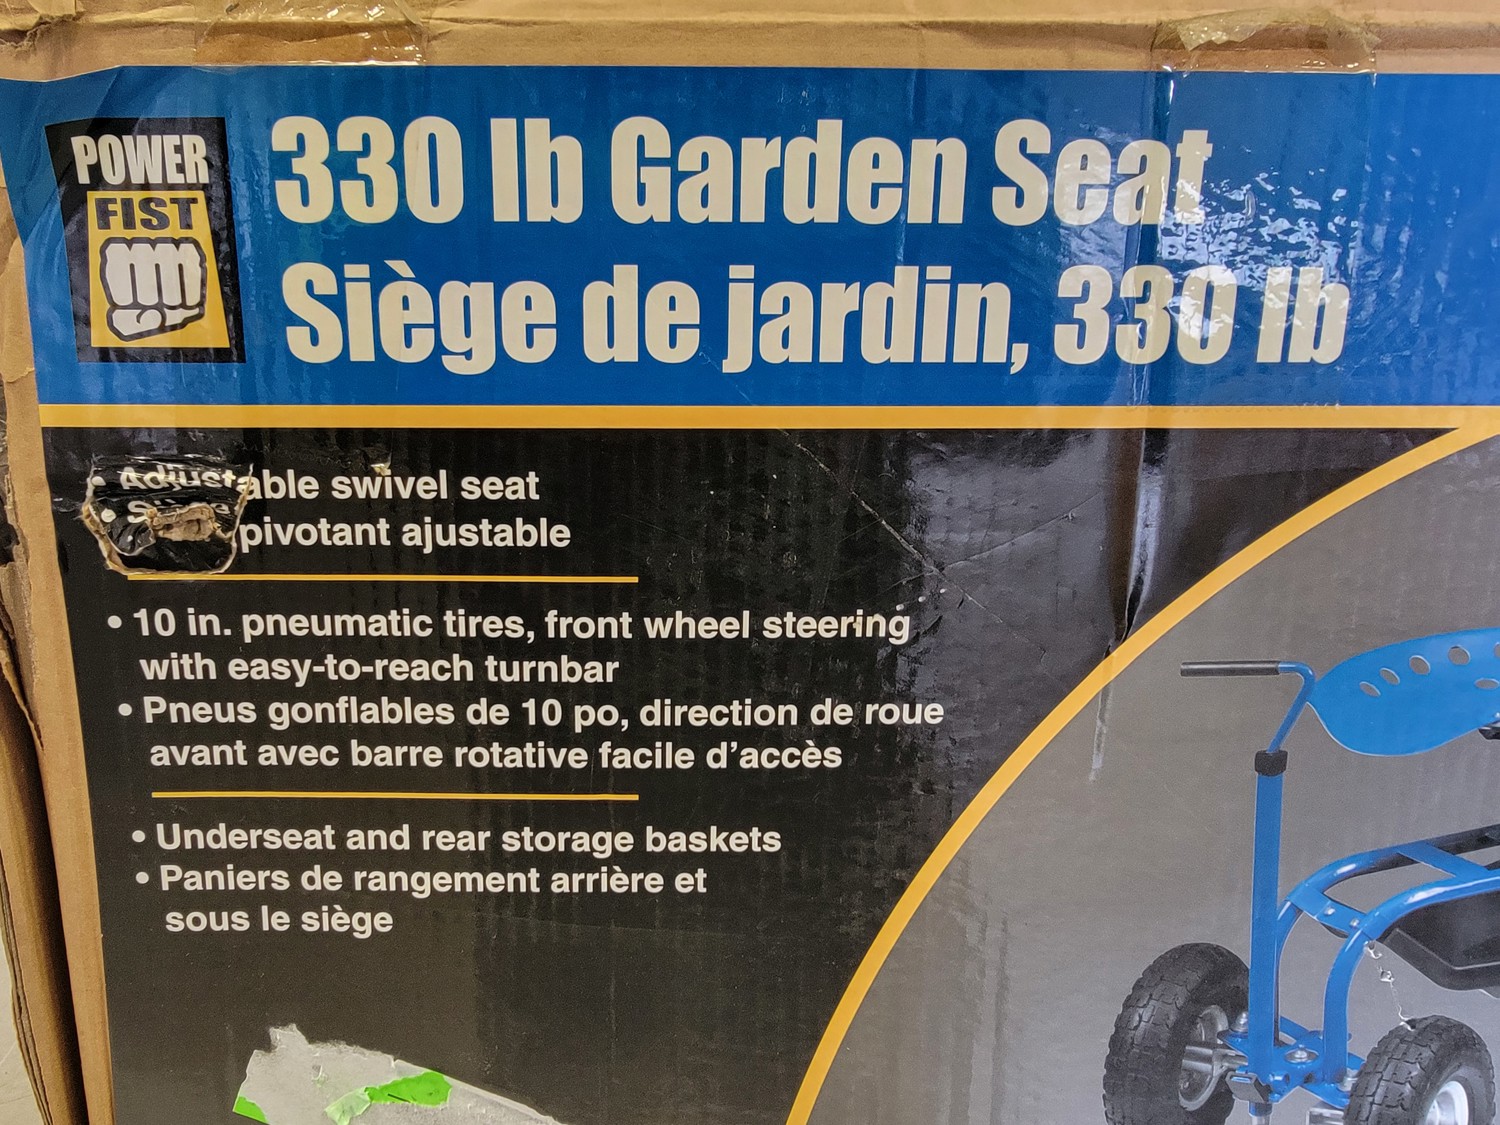 POWER
FIST
330 lb Garden Seat
Siège de jardin, 330 lb
• Adjustable swivel seat
• Siège pivotant ajustable
• 10 in. pneumatic tires, front wheel steering
with easy-to-reach turnbar
• Pneus gonflables de 10 po, direction de roue
avant avec barre rotative facile d'accès
• Underseat and rear storage baskets
• Paniers de rangement arrière et
sous le siège